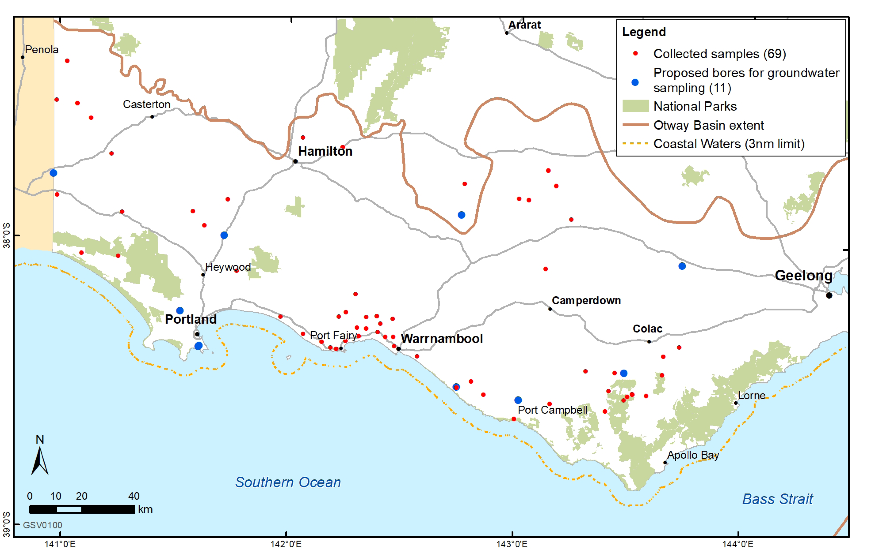 Ararat
Penola
Legend
Collected samples (69)
Proposed bores for groundwater
sampling (11)
National Parks
Otway Basin extent
Coastal Waters (3nm limit)
Casterton
Hamilton
38°0'S
Heywood
Geelong
Camperdown
Portland
Colac
Port Fairy
Warrnambool
Lorne
Port Campbell
Apollo Bay
N
Southern Ocean
Bass Strait
0 10 20 40
km
GSV0100
39°0'S
141°0'E 142°0'E 143°0'E 144°0'E